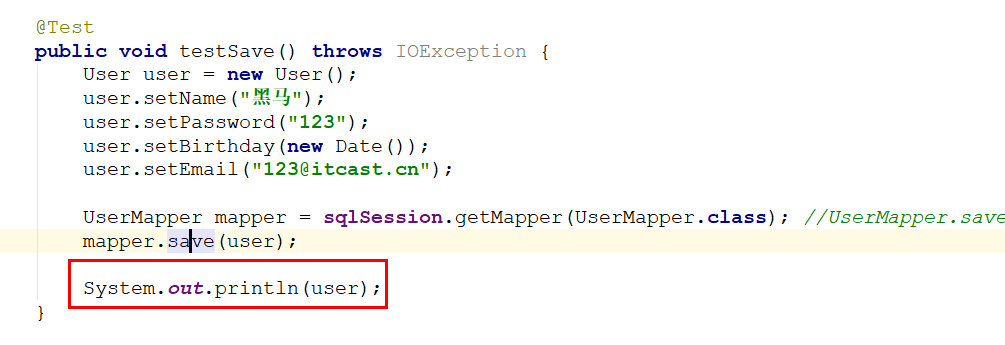 @Test
public void testSave() throws IOException {
User user = new User();
user.setName("黑马");
user.setPassword("123");
user.setBirthday(new Date());
user.setEmail("123@itcast.cn");
UserMapper mapper = sqlSession.getMapper(UserMapper.class); //UserMapper.save
mapper.save(user);
System.out.println(user);
}